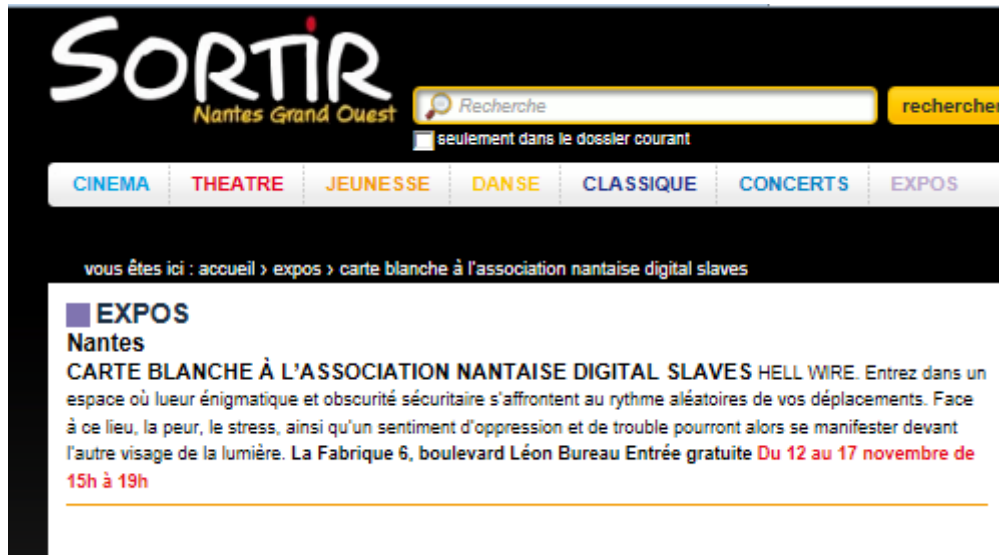 SORTIR
Nantes Grand Ouest
Recherche
rechercher
seulement dans le dossier courant
CINEMA THEATRE JEUNESSE DANSE CLASSIQUE CONCERTS EXPOS
vous êtes ici : accueil › expos › carte blanche à l'association nantaise digital slaves
EXPOS
Nantes
CARTE BLANCHE À L'ASSOCIATION NANTAISE DIGITAL SLAVES HELL WIRE. Entrez dans un
espace où lueur énigmatique et obscurité sécuritaire s'affrontent au rythme aléatoires de vos déplacements. Face
à ce lieu, la peur, le stress, ainsi qu'un sentiment d'oppression et de trouble pourront alors se manifester devant
l'autre visage de la lumière. La Fabrique 6, boulevard Léon Bureau Entrée gratuite Du 12 au 17 novembre de
15h à 19h